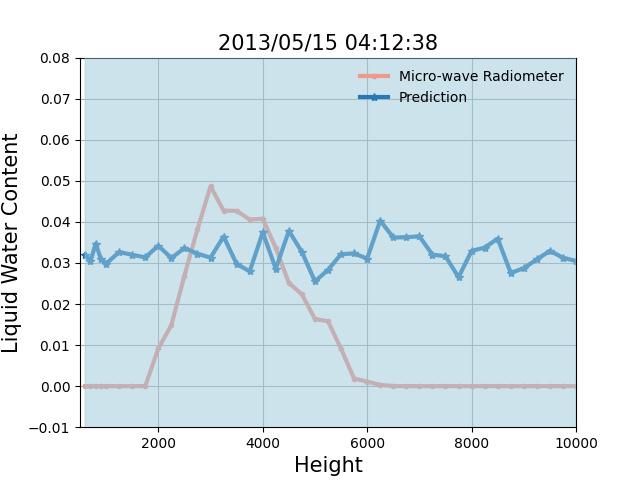 2013/05/15 04:12:38
Liquid Water Content
0.08
0.07
0.06
0.05
0.04
0.03
0.02
0.01
0.00
−0.01
Micro-wave Radiometer
Prediction
2000 4000 6000 8000 10000
Height